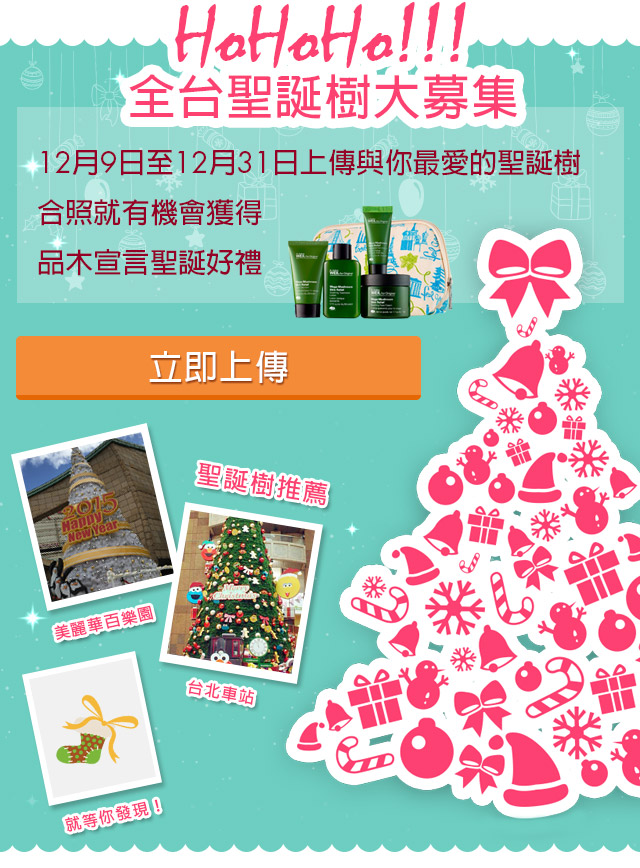 HoHoHo!!!
全台聖誕樹大募集
12月9日至12月31日上傳與你最愛的聖誕樹
合照就有機會獲得
品木宣言聖誕好禮
立即上傳
聖誕樹推薦
2015
Happy
New Year
美麗華百樂園
Merry
Christmas
台北車站
就等你發現！